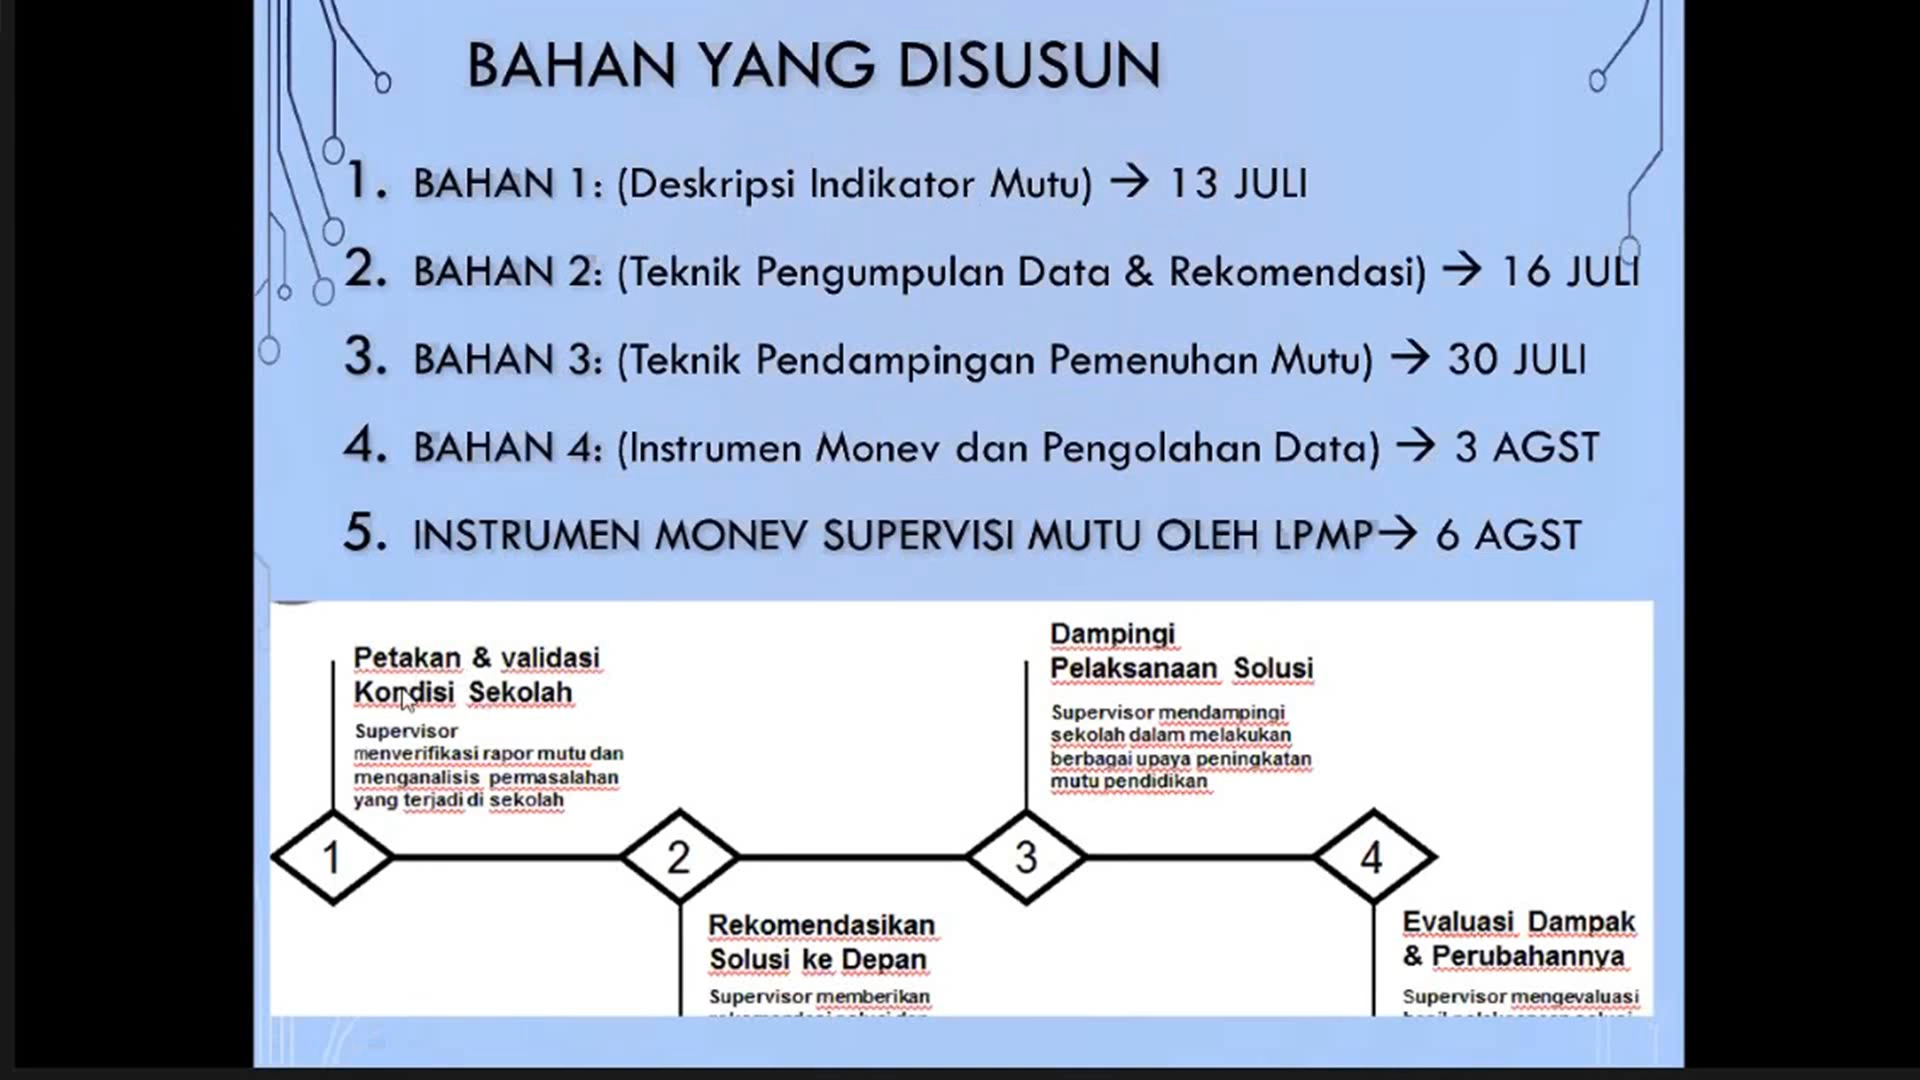 BAHAN YANG DISUSUN
1. BAHAN 1: (Deskripsi Indikator Mutu) → 13 JULI
2. BAHAN 2: (Teknik Pengumpulan Data & Rekomendasi) → 16 JULI
3. BAHAN 3: (Teknik Pendampingan Pemenuhan Mutu) → 30 JULI
4. BAHAN 4: (Instrumen Monev dan Pengolahan Data) → 3 AGST
5. INSTRUMEN MONEV SUPERVISI MUTU OLEH LPMP→ 6 AGST
Petakan & validasi
Kondisi Sekolah
Supervisor
menverifikasi rapor mutu dan
menganalisis permasalahan
yang terjadi di sekolah
1
2
Rekomendasikan
Solusi ke Depan
Supervisor memberikan
Dampingi
Pelaksanaan Solusi
Supervisor mendampingi
sekolah dalam melakukan
berbagai upaya peningkatan
mutu pendidikan
3
4
Evaluasi Dampak
& Perubahannya
Supervisor mengevaluasi